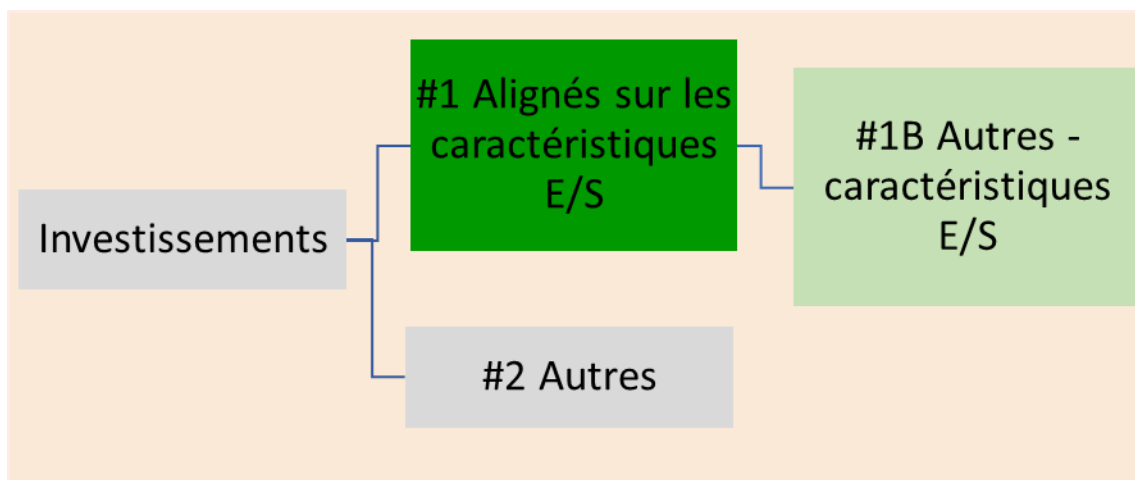 #1 Alignés sur les
caractéristiques
E/S
#1B Autres -
caractéristiques
E/S
Investissements
#2 Autres